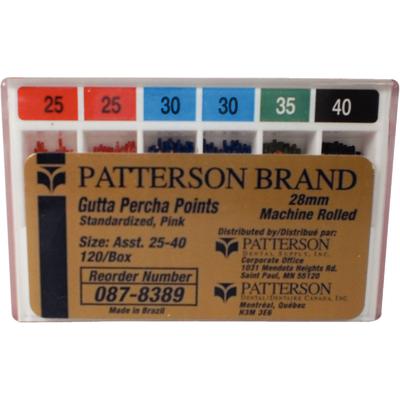 25 25 30 30 35 40
PATTERSON BRAND
Gutta Percha Points
Standardized, Pink
28mm
Machine Rolled
Size: Asst. 25-40
120/Box
Reorder Number
087-8389
Made in Brazil
Distributed by/Distribué par:
PATTERSON
DENTAL SUPPLY, INC.
Corporate Office
1031 Mendota Heights Rd.
Saint Paul, MN 55120
PATTERSON
DENTAL/DENTAIRE CANADA, INC.
Montréal, Québec
H3M 3E6